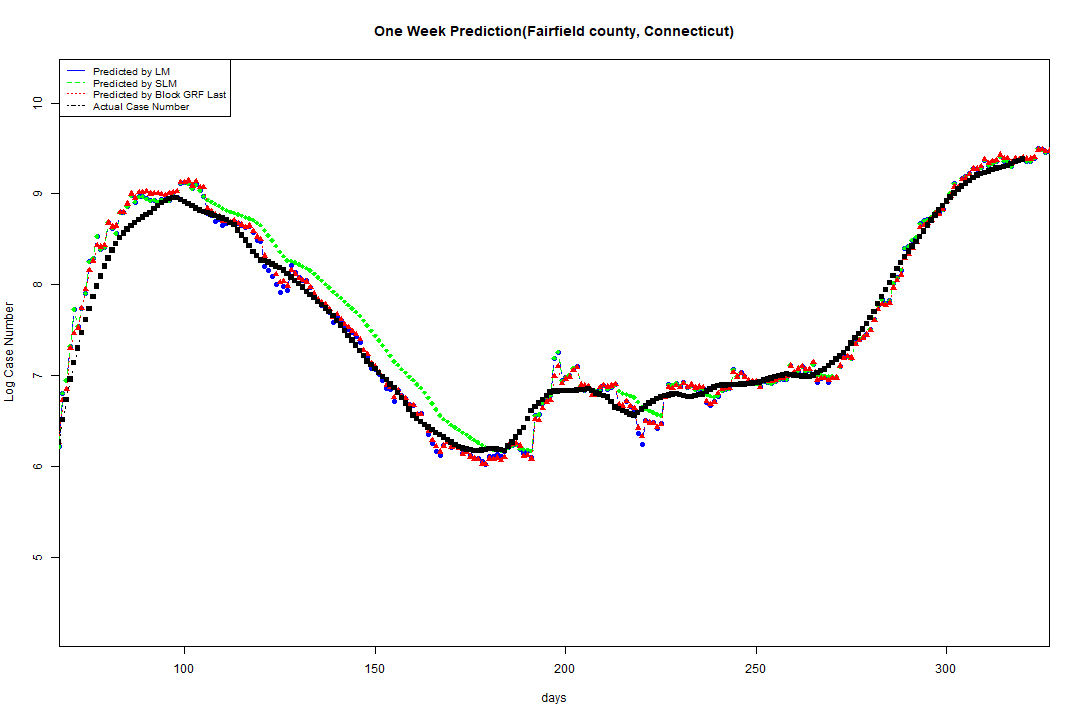 One Week Prediction(Fairfield county, Connecticut)
Predicted by LM
Predicted by SLM
Predicted by Block GRF Last
Actual Case Number
10
9
8
7
6
5
Log Case Number
100 150 200 250 300
days